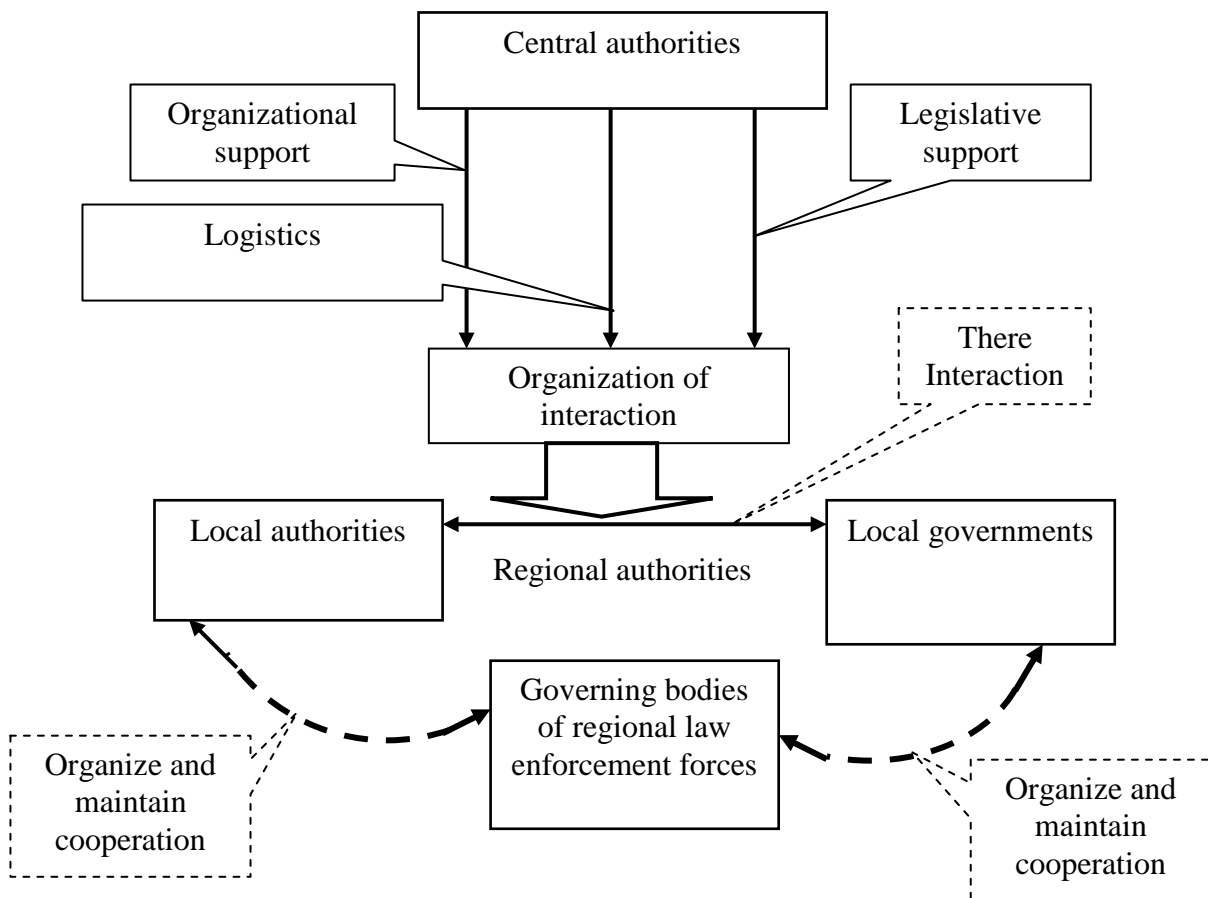 Central authorities
Organizational
support
Legislative
support
Logistics
There
Interaction
Organization of
interaction
Local authorities
Local governments
Regional authorities
Governing bodies
of regional law
enforcement forces
Organize and
maintain
cooperation
Organize and
maintain
cooperation